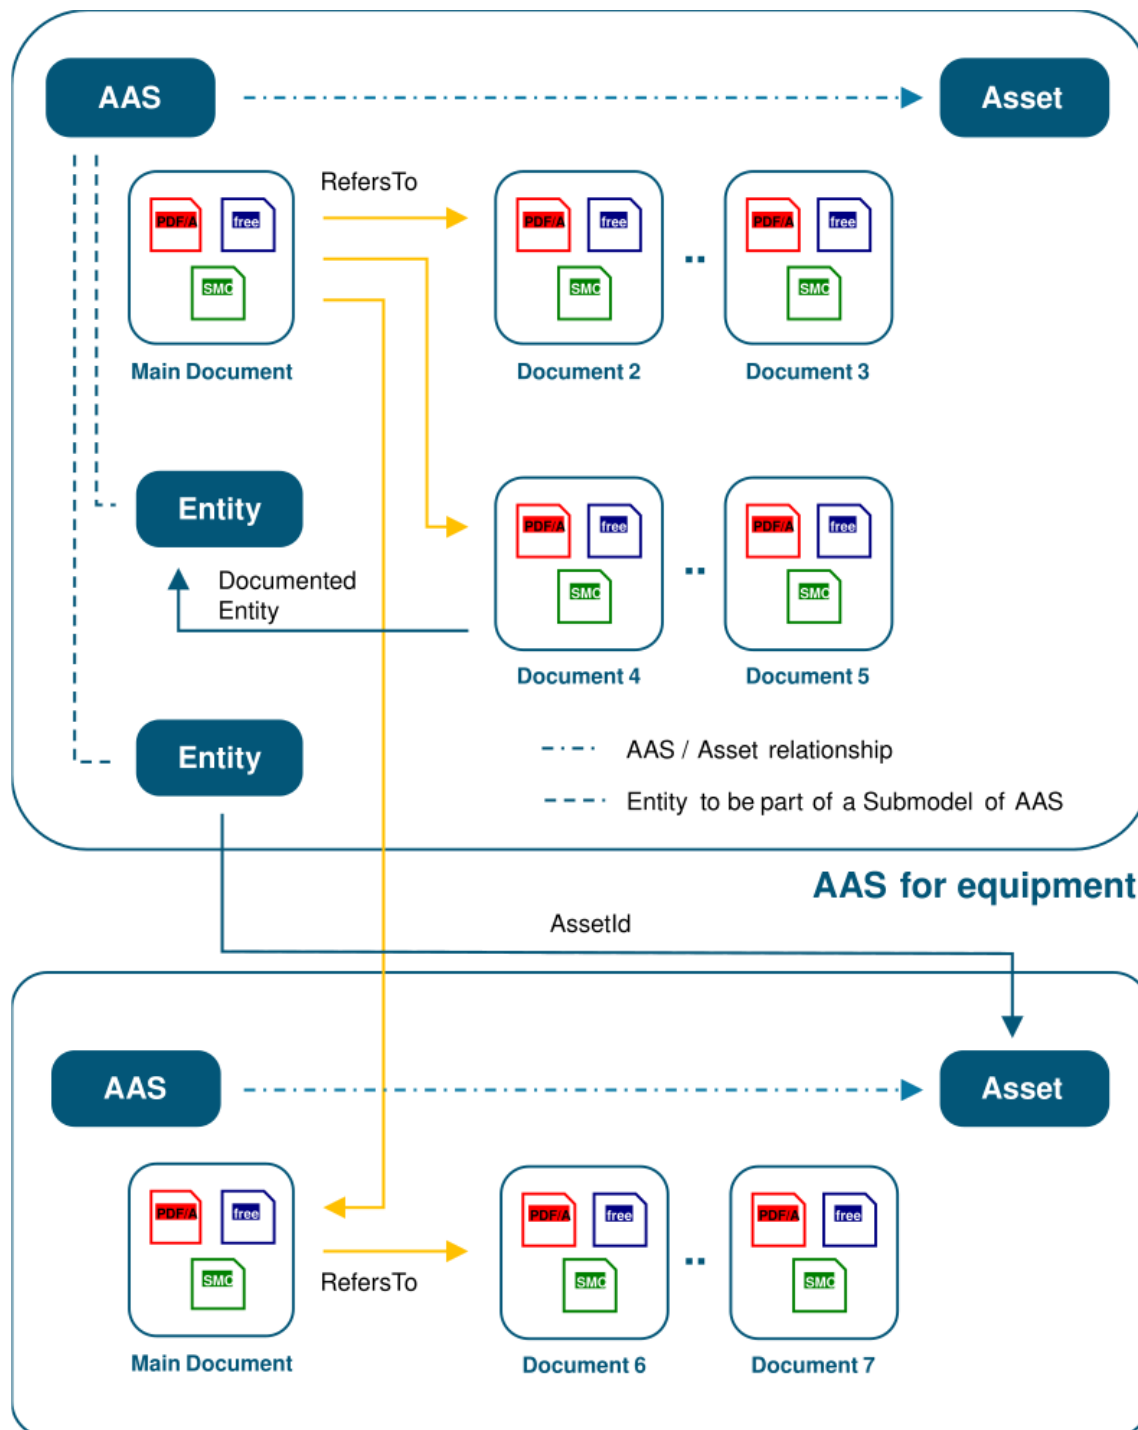 AAS
Asset
RefersTo
PDF/A
free
SMC
PDF/A
free
SMC
PDF/A
free
SMC
Main Document
Document 2
Document 3
Entity
PDF/A
free
SMC
PDF/A
free
SMC
Documented
Entity
Document 4
Document 5
Entity
AAS / Asset relationship
Entity to be part of a Submodel of AAS
AAS for equipment
AssetId
AAS
Asset
PDF/A
free
SMC
PDF/A
free
SMC
PDF/A
free
SMC
RefersTo
Main Document
Document 6
Document 7